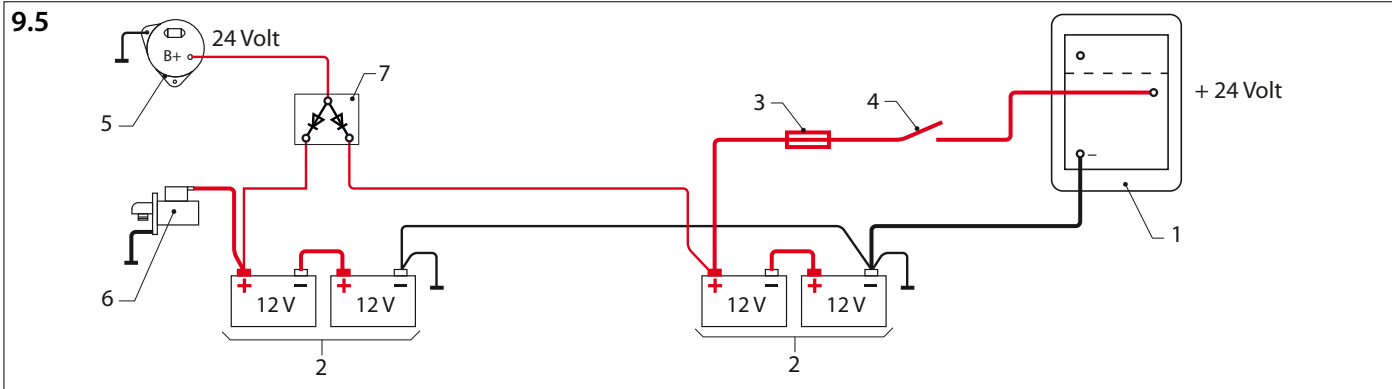 9.5
24 Volt
B+
5
7
3
4
+ 24 Volt
–
1
6
+ – + –
12 V 12 V
+ – + –
12 V 12 V
2
2